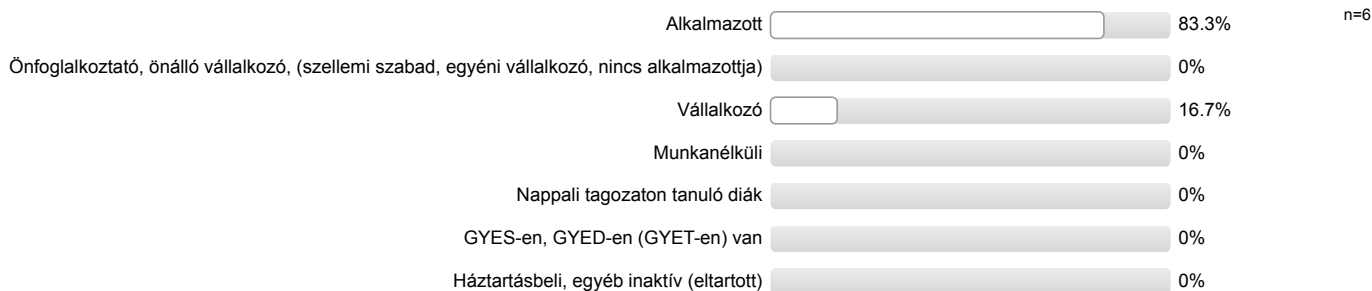 Alkalmazott 83.3% n=6
Önfoglalkoztató, önálló vállalkozó, (szellemi szabad, egyéni vállalkozó, nincs alkalmazottja) 0%
Vállalkozó 16.7%
Munkanélküli 0%
Nappali tagozaton tanuló diák 0%
GYES-en, GYED-en (GYET-en) van 0%
Háztartásbeli, egyéb inaktív (eltartott) 0%